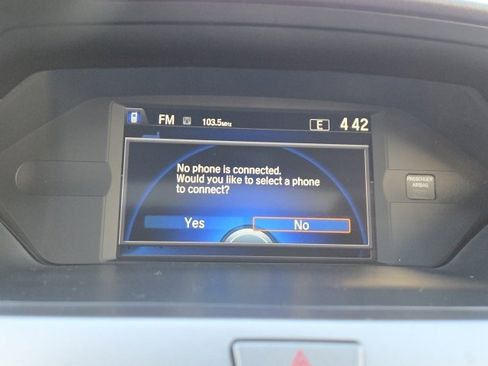 FM 103.5MHz E 4:42
No phone is connected.
Would you like to select a phone
to connect?
Yes No
PASSENGER
AIRBAG